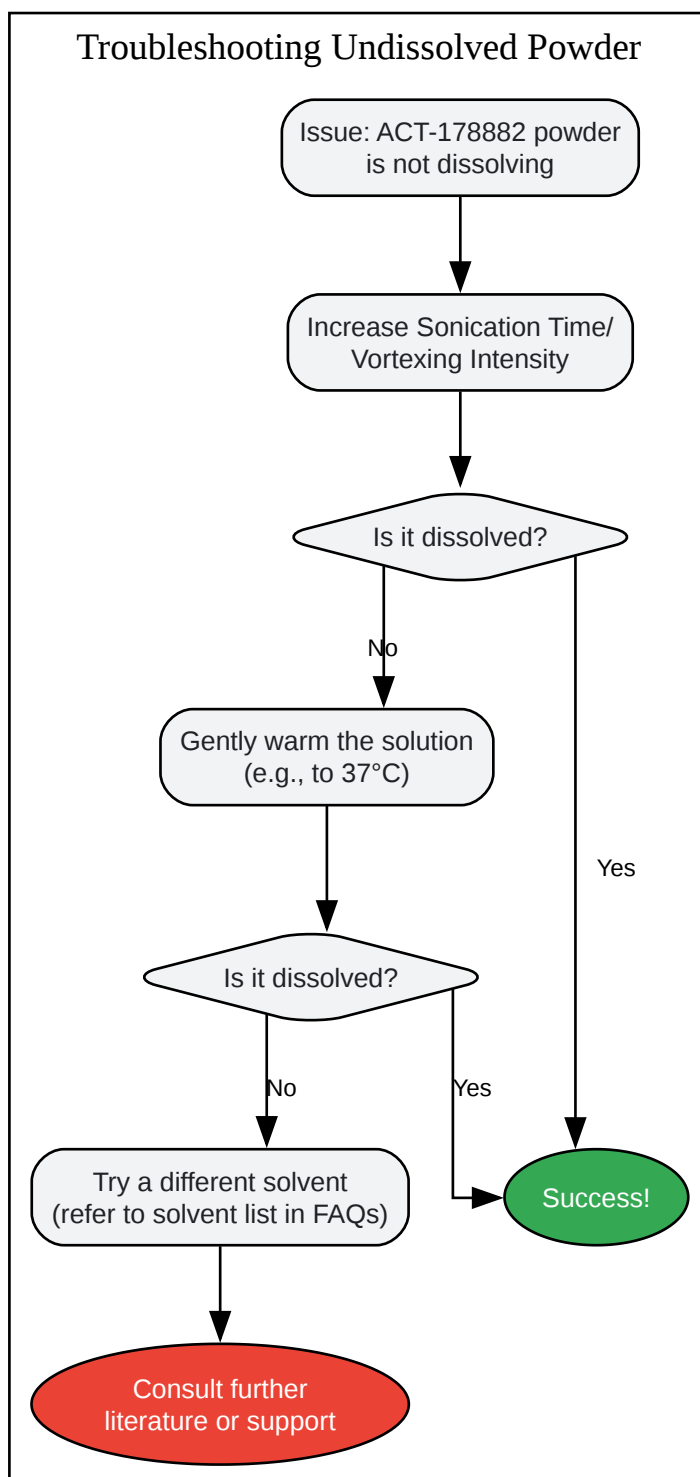 Troubleshooting Undissolved Powder
Issue: ACT-178882 powder
is not dissolving
Increase Sonication Time/
Vortexing Intensity
Is it dissolved?
No
Gently warm the solution
(e.g., to 37°C)
Yes
Is it dissolved?
No
Yes
Try a different solvent
(refer to solvent list in FAQs)
Success!
Consult further
literature or support